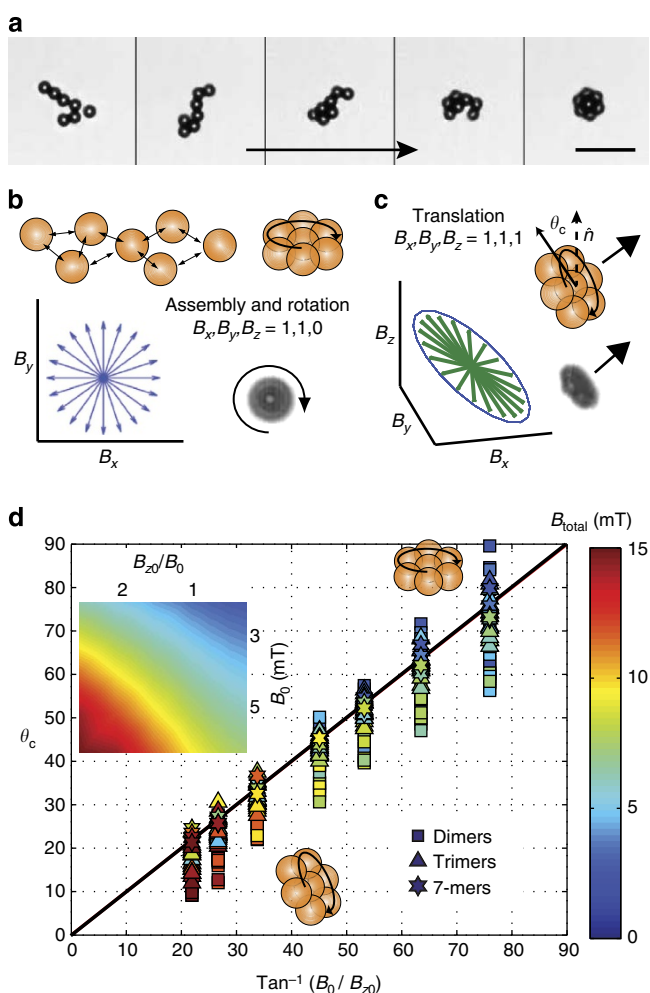 a
b
c
Translation
Bx,By,Bz = 1,1,1
θc
n̂
Assembly and rotation
Bx,By,Bz = 1,1,0
By
Bx
Bz
By
Bx
d
Btotal (mT)
90
80
70
60
50
40
30
20
10
0
θc
Bz0/B0
2 1
3
5
B0 (mT)
Dimers
Trimers
7-mers
0 10 20 30 40 50 60 70 80 90
Tan⁻¹ (B0 / Bz0)
15
10
5
0